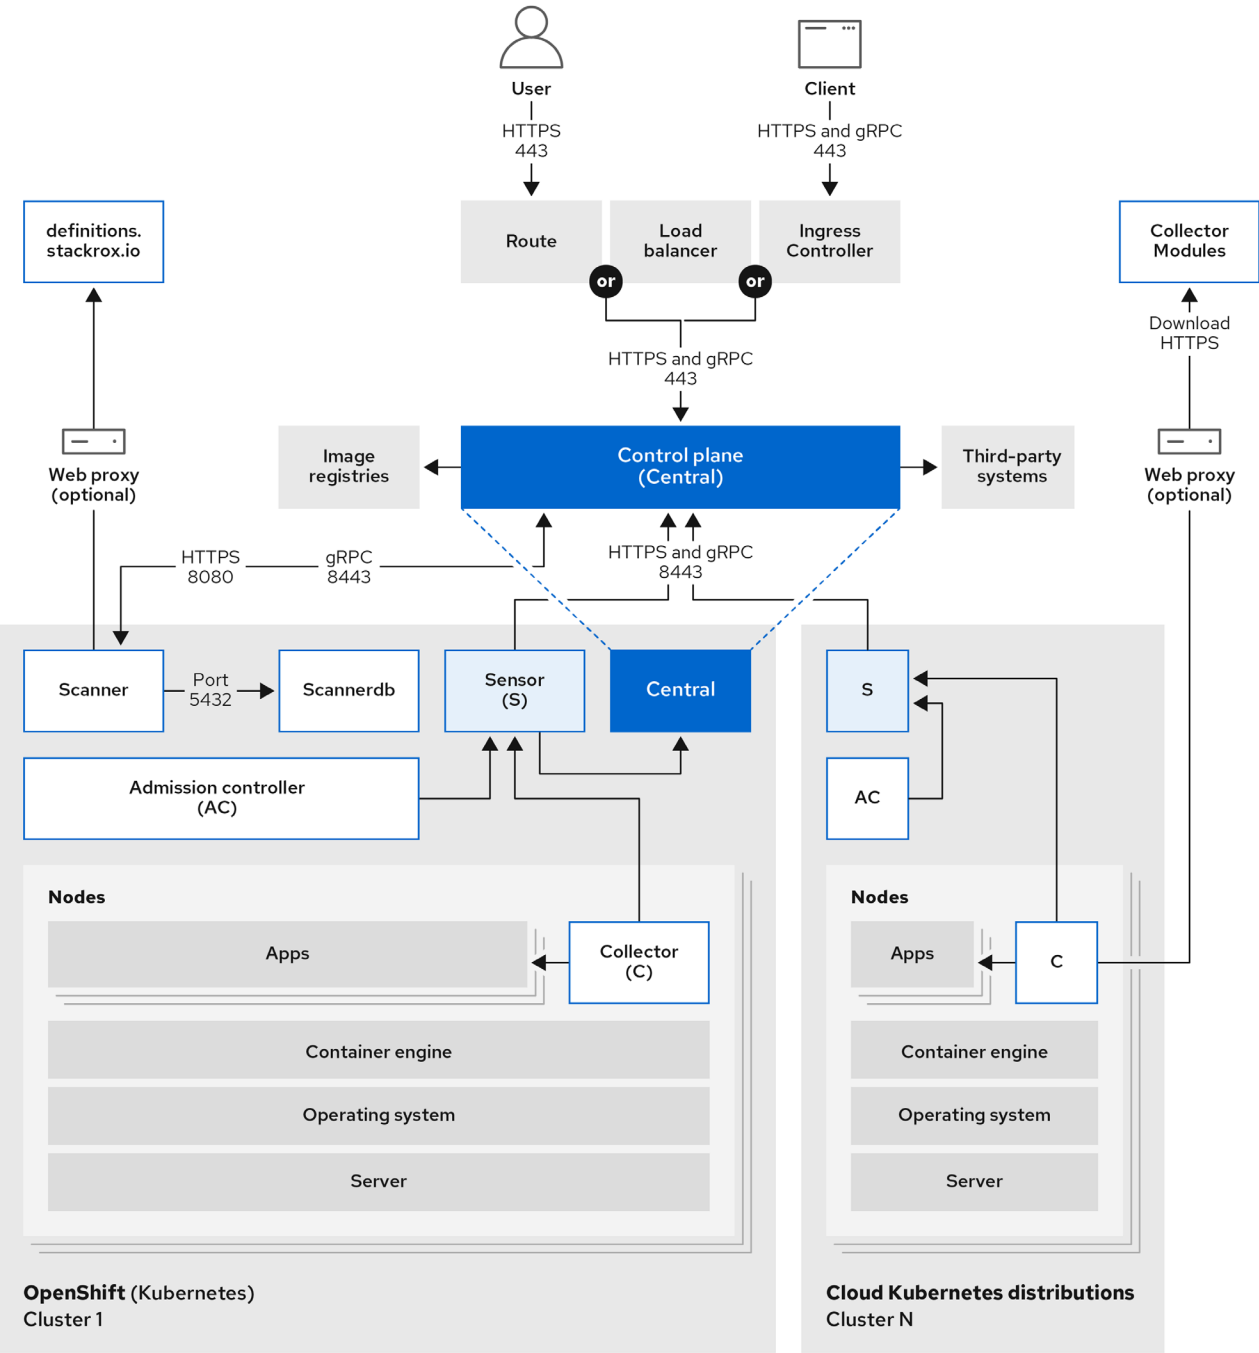 User
Client
HTTPS
443
HTTPS and gRPC
443
definitions.
stackrox.io
Route
Load
balancer
Ingress
Controller
Collector
Modules
or
or
Download
HTTPS
HTTPS and gRPC
443
Web proxy
(optional)
Image
registries
Control plane
(Central)
Third-party
systems
Web proxy
(optional)
HTTPS
8080
gRPC
8443
HTTPS and gRPC
8443
Scanner
Port
5432
Scannerdb
Sensor
(S)
Central
S
Admission controller
(AC)
AC
Nodes
Apps
Collector
(C)
Container engine
Operating system
Server
Nodes
Apps
C
Container engine
Operating system
Server
OpenShift (Kubernetes)
Cluster 1
Cloud Kubernetes distributions
Cluster N